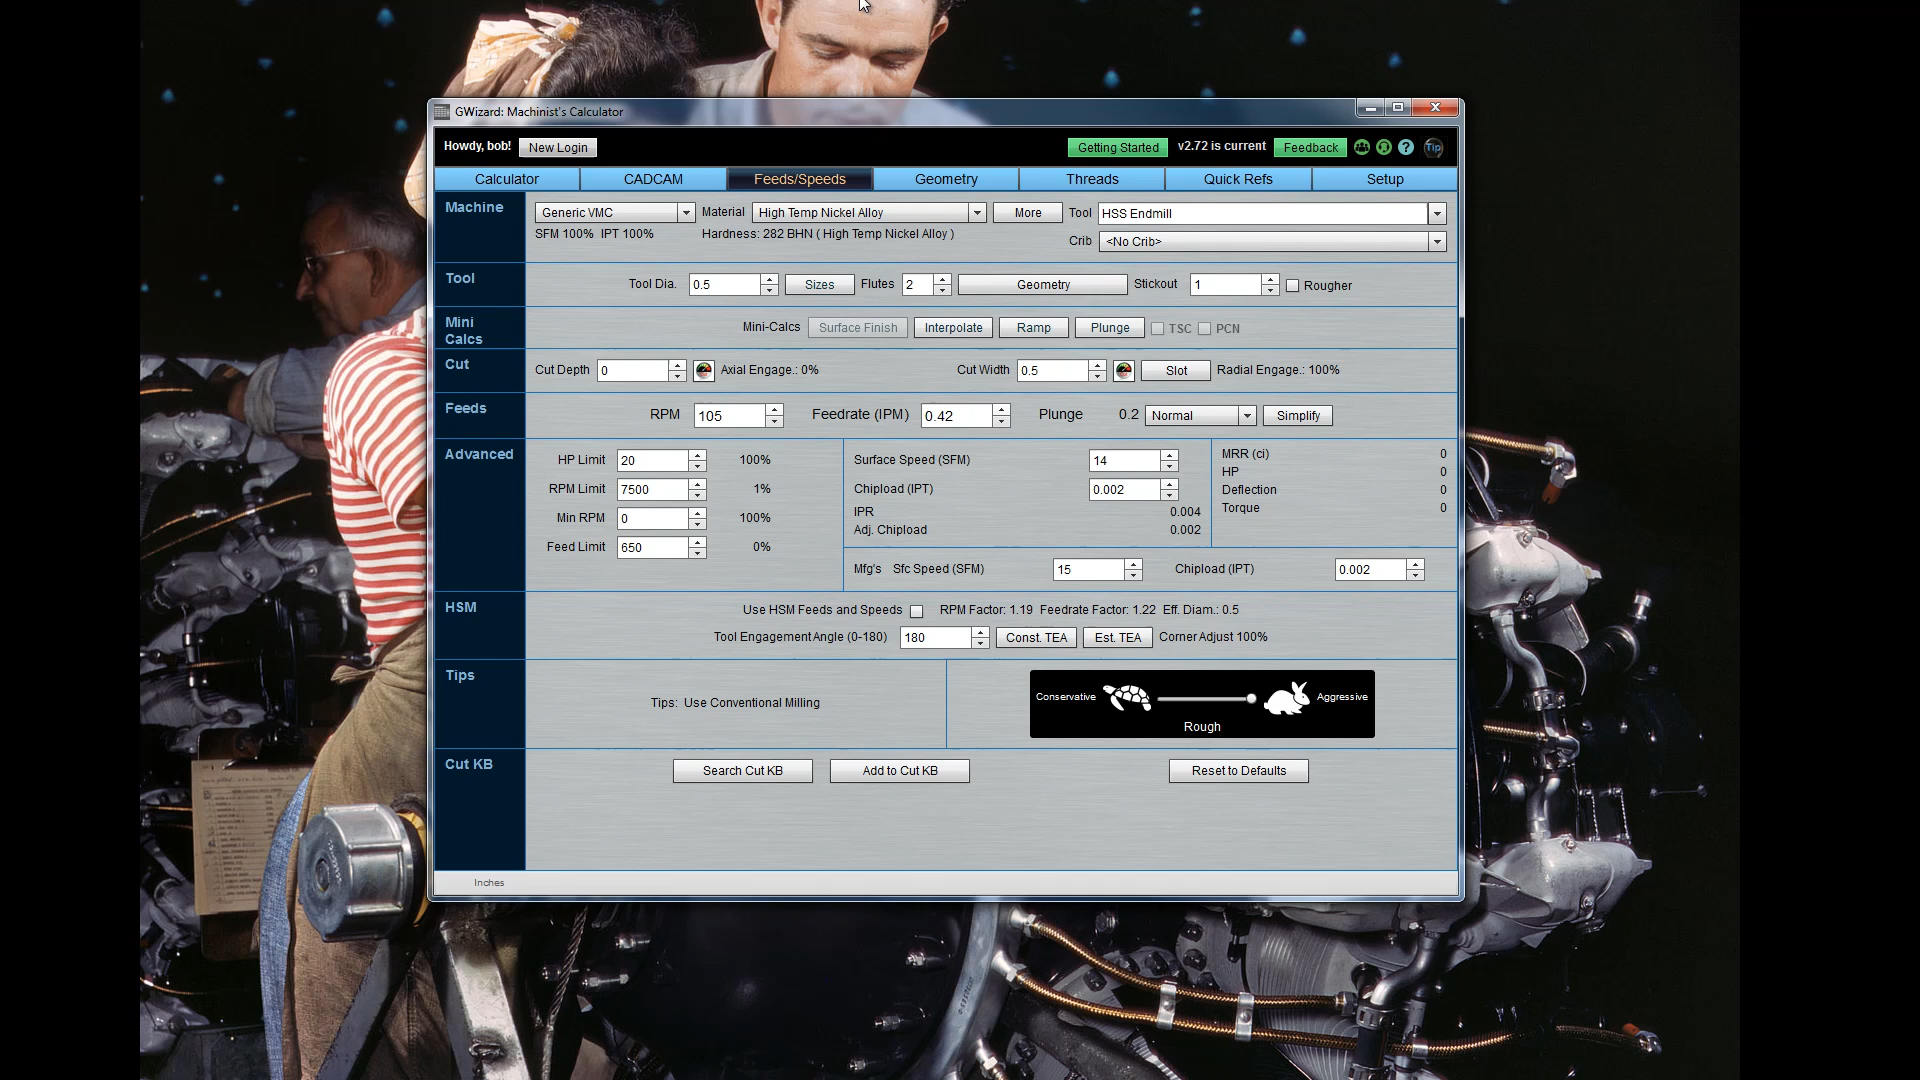 GWizard: Machinist's Calculator
Howdy, bob! New Login Getting Started v2.72 is current Feedback ? Tip
Calculator CADCAM Feeds/Speeds Geometry Threads Quick Refs Setup
Machine Generic VMC Material High Temp Nickel Alloy More Tool HSS Endmill
SFM 100% IPT 100% Hardness: 282 BHN ( High Temp Nickel Alloy ) Crib <No Crib>
Tool Tool Dia. 0.5 Sizes Flutes 2 Geometry Stickout 1 Rougher
Mini Calcs Mini-Calcs Surface Finish Interpolate Ramp Plunge TSC PCN
Cut Cut Depth 0 Axial Engage.: 0% Cut Width 0.5 Slot Radial Engage.: 100%
Feeds RPM 105 Feedrate (IPM) 0.42 Plunge 0.2 Normal Simplify
Advanced HP Limit 20 100% Surface Speed (SFM) 14 MRR (ci) 0
HP 0
RPM Limit 7500 1% Chipload (IPT) 0.002 Deflection 0
Min RPM 0 100% IPR 0.004 Torque 0
Adj. Chipload 0.002
Feed Limit 650 0%
Mfg's Sfc Speed (SFM) 15 Chipload (IPT) 0.002
HSM Use HSM Feeds and Speeds RPM Factor: 1.19 Feedrate Factor: 1.22 Eff. Diam.: 0.5
Tool Engagement Angle (0-180) 180 Const. TEA Est. TEA Corner Adjust 100%
Tips Tips: Use Conventional Milling Conservative Aggressive
Rough
Cut KB Search Cut KB Add to Cut KB Reset to Defaults
Inches